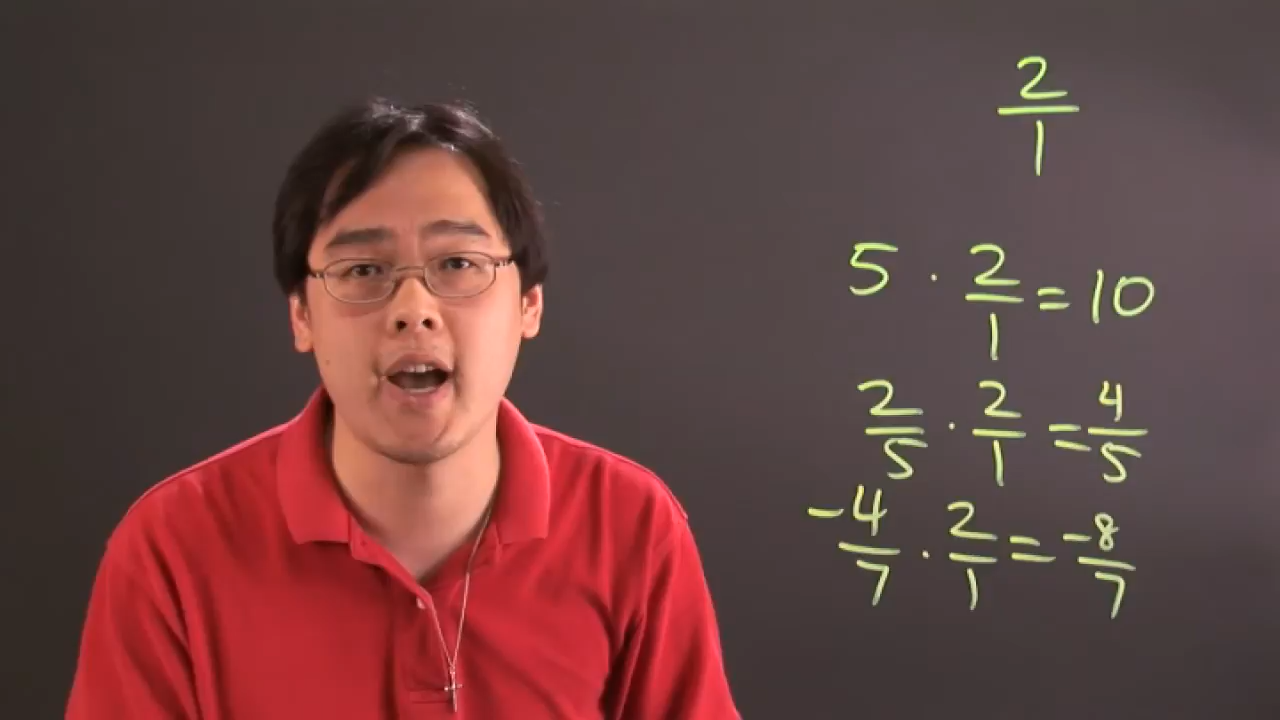 2/1
5 · 2/1 = 10
2/5 · 2/1 = 4/5
-4/7 · 2/1 = -8/7